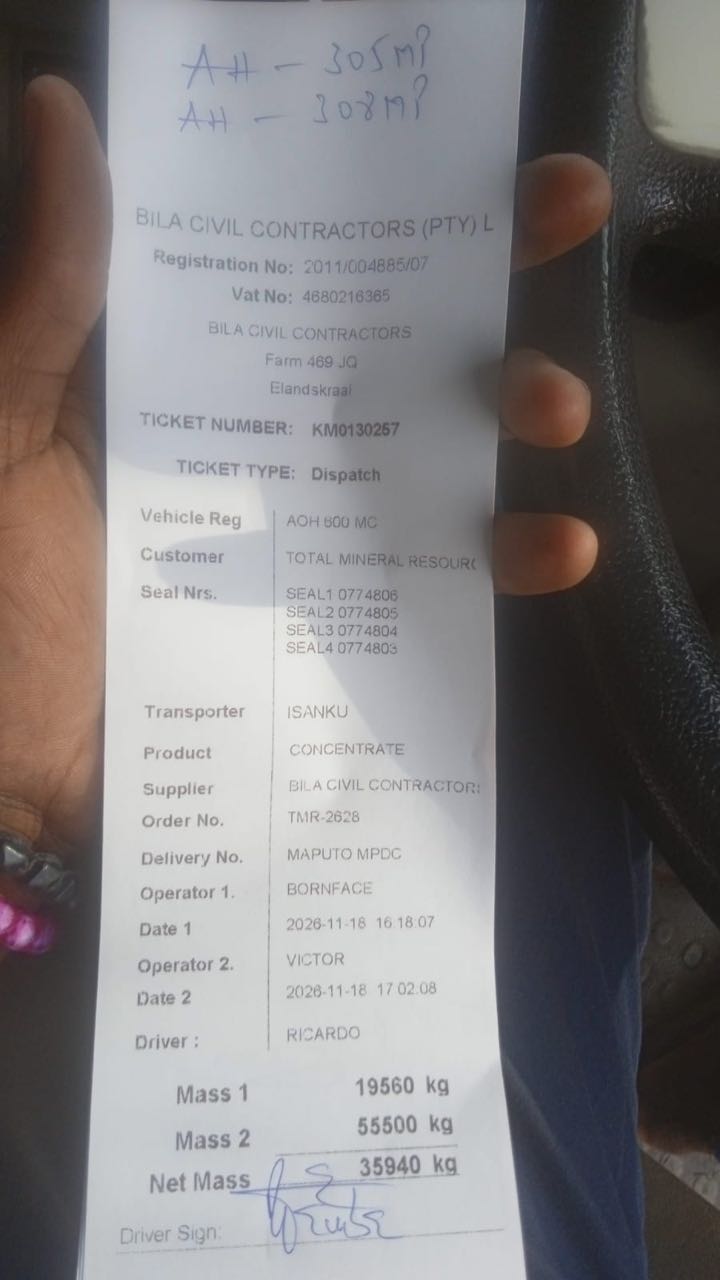 AH - 305 MP
AH - 308 MP
BILA CIVIL CONTRACTORS (PTY) L
Registration No: 2011/004885/07
Vat No: 4680216365
BILA CIVIL CONTRACTORS
Farm 469 JQ
Elandskraal
TICKET NUMBER: KM0130257
TICKET TYPE: Dispatch
Vehicle Reg AOH 600 MC
Customer TOTAL MINERAL RESOURC
Seal Nrs. SEAL1 0774806
SEAL2 0774805
SEAL3 0774804
SEAL4 0774803
Transporter ISANKU
Product CONCENTRATE
Supplier BILA CIVIL CONTRACTOR
Order No. TMR-2628
Delivery No. MAPUTO MPDC
Operator 1. BORNFACE
Date 1 2026-11-18 16:18:07
Operator 2. VICTOR
Date 2 2026-11-18 17:02:08
Driver : RICARDO
Mass 1 19560 kg
Mass 2 55500 kg
Net Mass 35940 kg
Driver Sign: